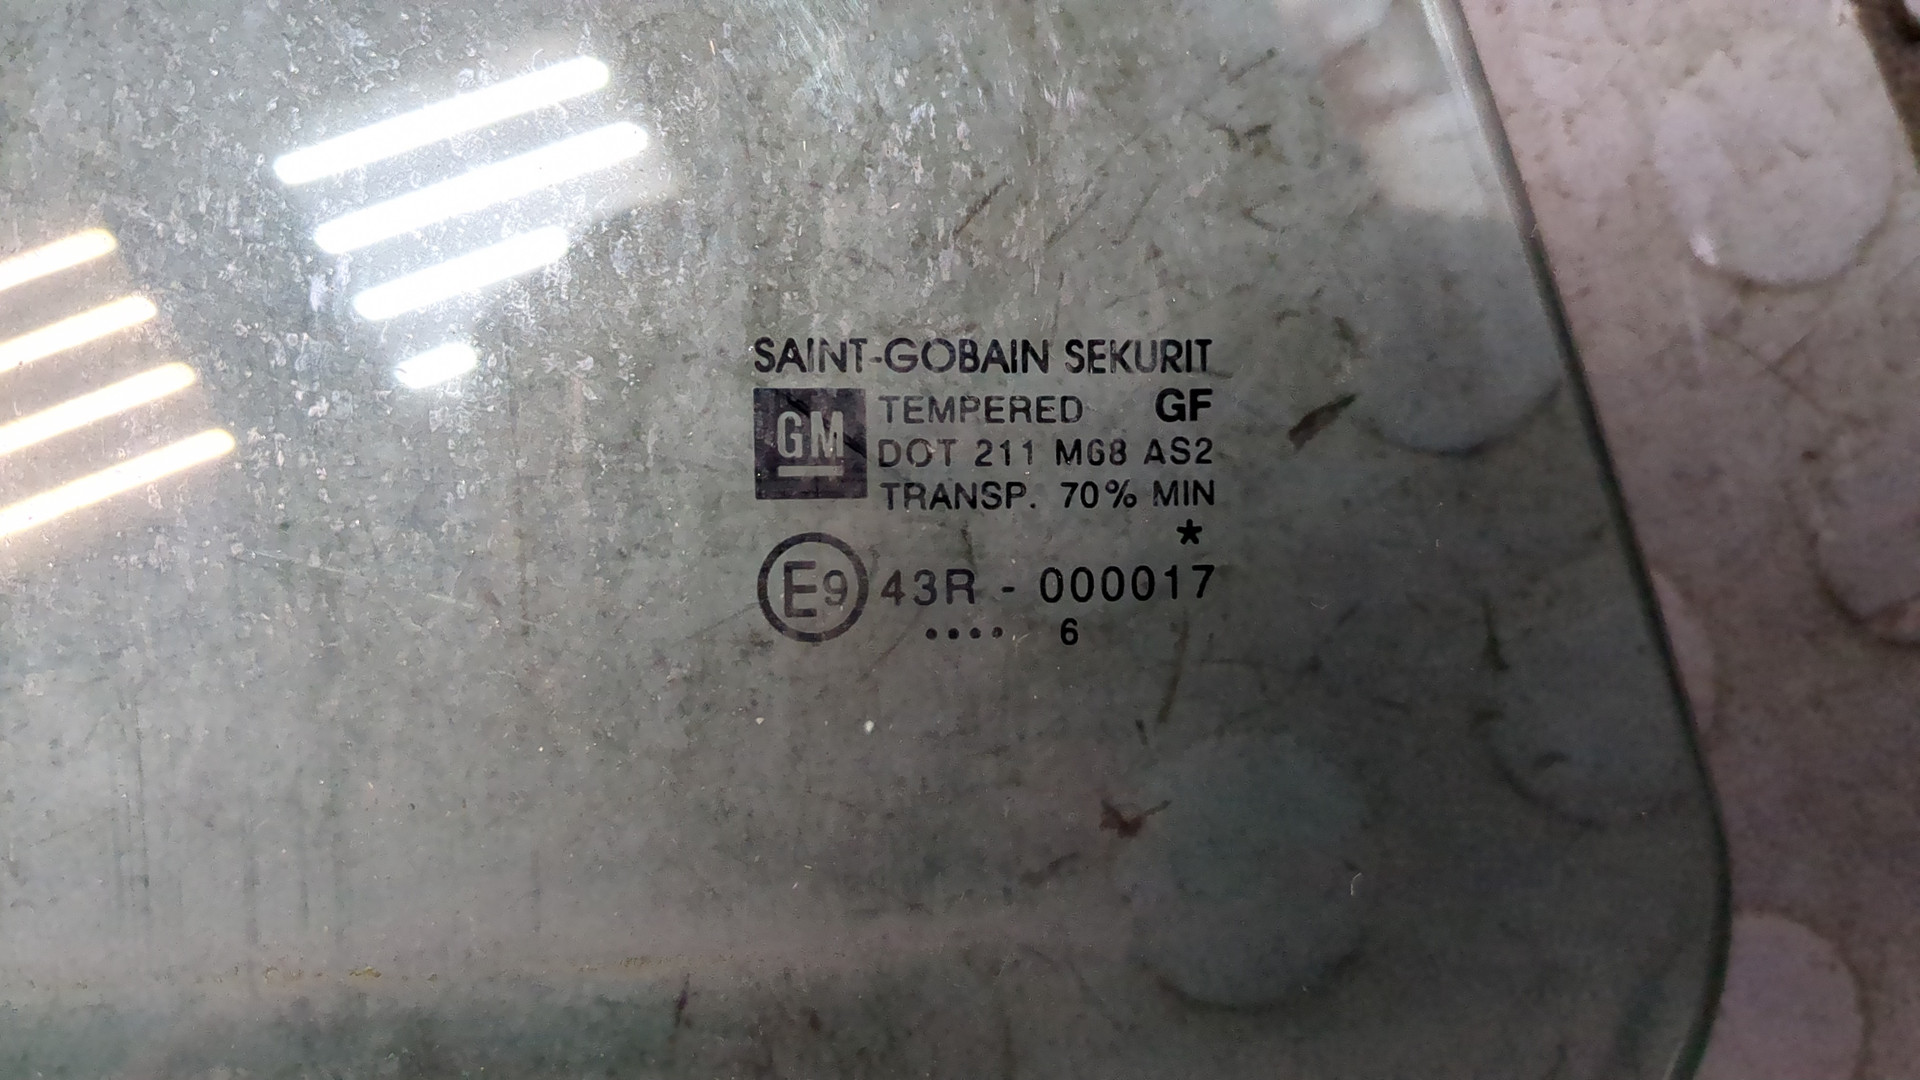 SAINT-GOBAIN SEKURIT
GM TEMPERED GF
DOT 211 M68 AS2
TRANSP. 70% MIN
*
E9 43R - 000017
.... 6